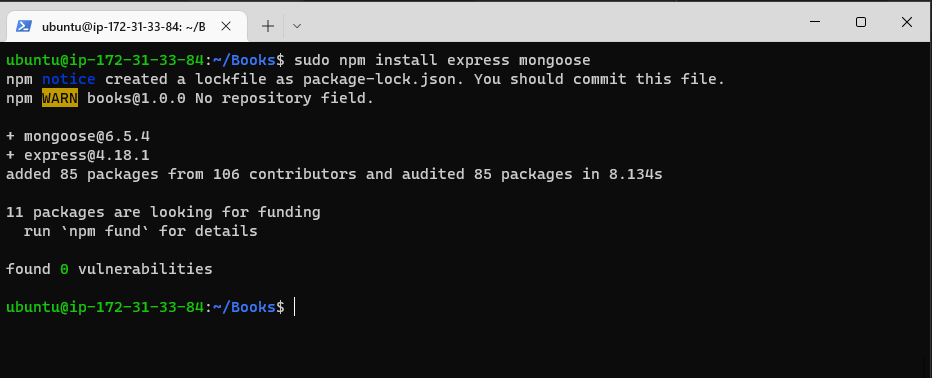 ubuntu@ip-172-31-33-84: ~/B
ubuntu@ip-172-31-33-84:~/Books$ sudo npm install express mongoose
npm notice created a lockfile as package-lock.json. You should commit this file.
npm WARN books@1.0.0 No repository field.
+ mongoose@6.5.4
+ express@4.18.1
added 85 packages from 106 contributors and audited 85 packages in 8.134s
11 packages are looking for funding
run `npm fund` for details
found 0 vulnerabilities
ubuntu@ip-172-31-33-84:~/Books$